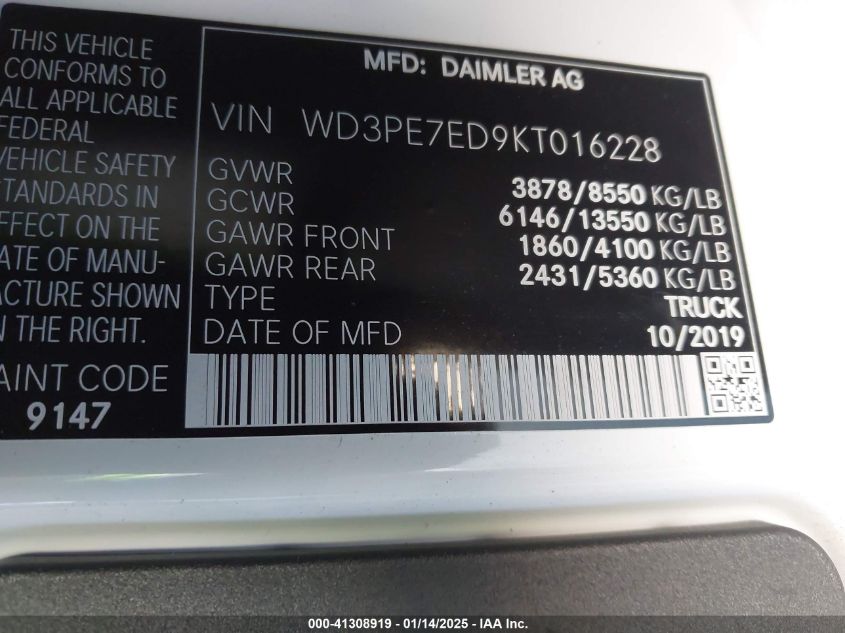 THIS VEHICLE
CONFORMS TO
ALL APPLICABLE
FEDERAL
VEHICLE SAFETY
STANDARDS IN
EFFECT ON THE
DATE OF MANU-
FACTURE SHOWN
ON THE RIGHT.
PAINT CODE
9147
MFD: DAIMLER AG
VIN WD3PE7ED9KT016228
GVWR 3878/8550 KG/LB
GCWR 6146/13550 KG/LB
GAWR FRONT 1860/4100 KG/LB
GAWR REAR 2431/5360 KG/LB
TYPE TRUCK
DATE OF MFD 10/2019
000-41308919 - 01/14/2025 - IAA Inc.